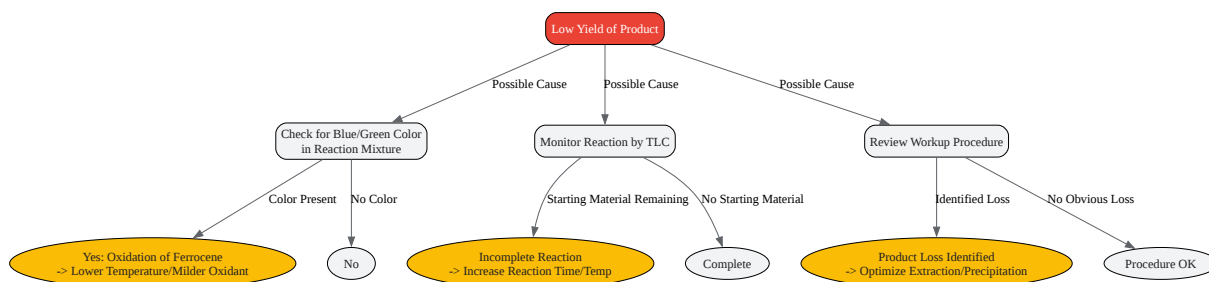 Low Yield of Product
Possible Cause
Possible Cause
Possible Cause
Check for Blue/Green Color
in Reaction Mixture
Monitor Reaction by TLC
Review Workup Procedure
Color Present
No Color
Starting Material Remaining
No Starting Material
Identified Loss
No Obvious Loss
Yes: Oxidation of Ferrocene
-> Lower Temperature/Milder Oxidant
No
Incomplete Reaction
-> Increase Reaction Time/Temp
Complete
Product Loss Identified
-> Optimize Extraction/Precipitation
Procedure OK